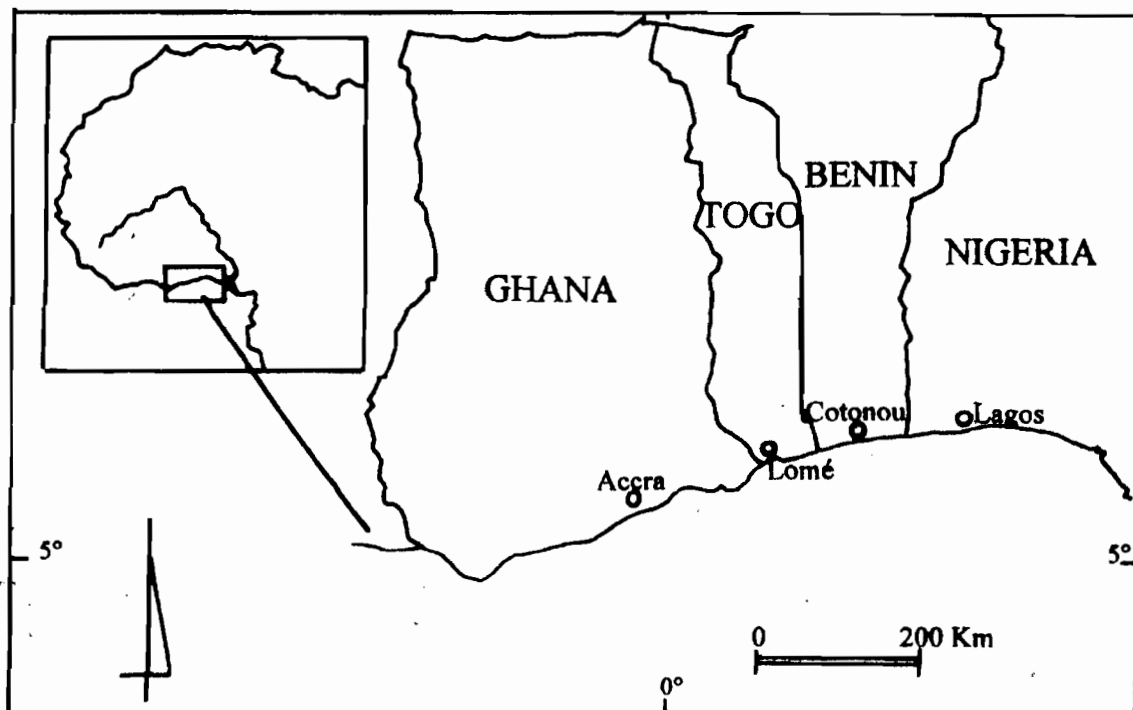 BENIN
TOGO
NIGERIA
GHANA
Cotonou
Lagos
Lomé
Accra
5°
5°
0 200 Km
0°